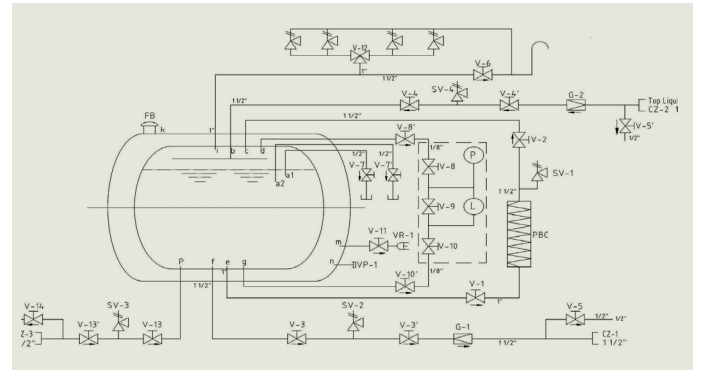 V-12
1"
V-6
1 1/2"
SV-4
V-4
V-4'
G-2
Top Liqui
CZ-2 1
1 1/2"
V-5'
1/2"
FB
k
1"
1 1/2"
V-8'
V-2
i b c d
1/2"
1/2"
1/8"
V-8
P
SV-1
a1
a2
V-7
V-7'
1 1/2"
V-9
L
PBC
V-11
VR-1
m
V-10
n
VP-1
P f e g
1"
1 1/2"
V-10'
1/8"
V-1
1"
V-14
SV-3
SV-2
V-5
1/2"
1/2"
Z-3
/2"
V-13'
V-13
V-3
V-3'
G-1
1 1/2"
CZ-1
1 1/2"